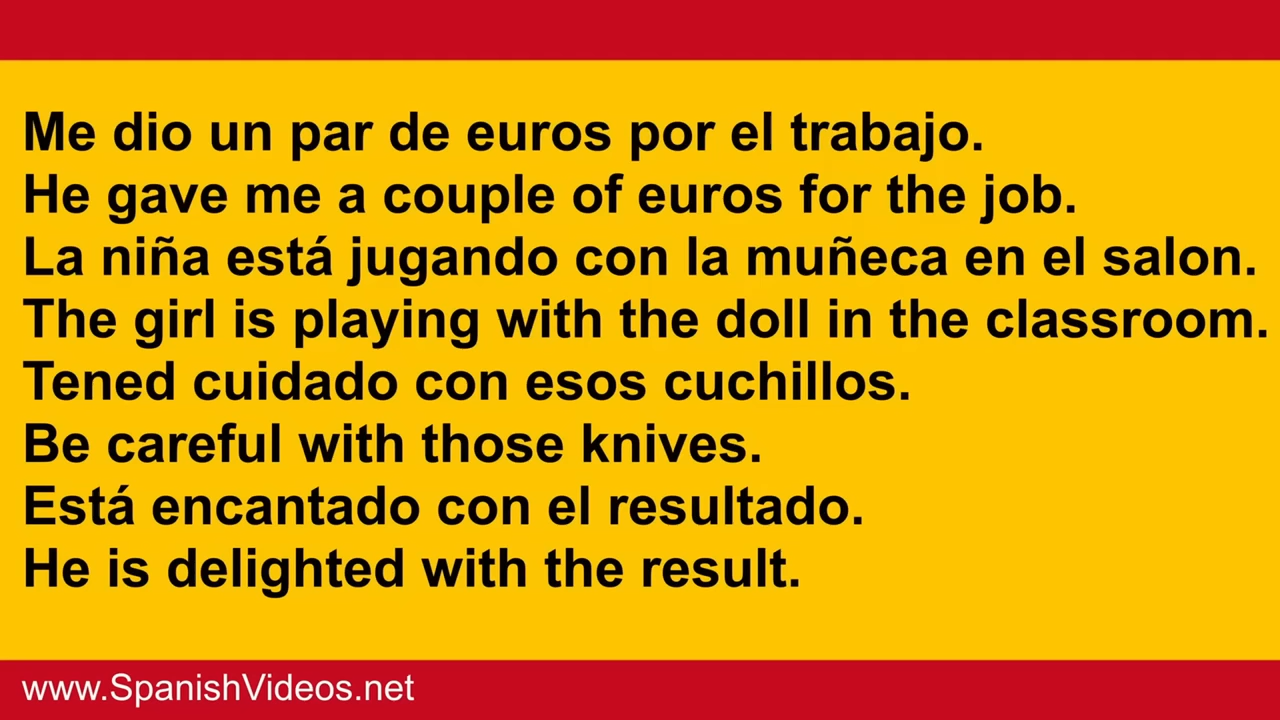 Me dio un par de euros por el trabajo.
He gave me a couple of euros for the job.
La niña está jugando con la muñeca en el salon.
The girl is playing with the doll in the classroom.
Tened cuidado con esos cuchillos.
Be careful with those knives.
Está encantado con el resultado.
He is delighted with the result.
www.SpanishVideos.net